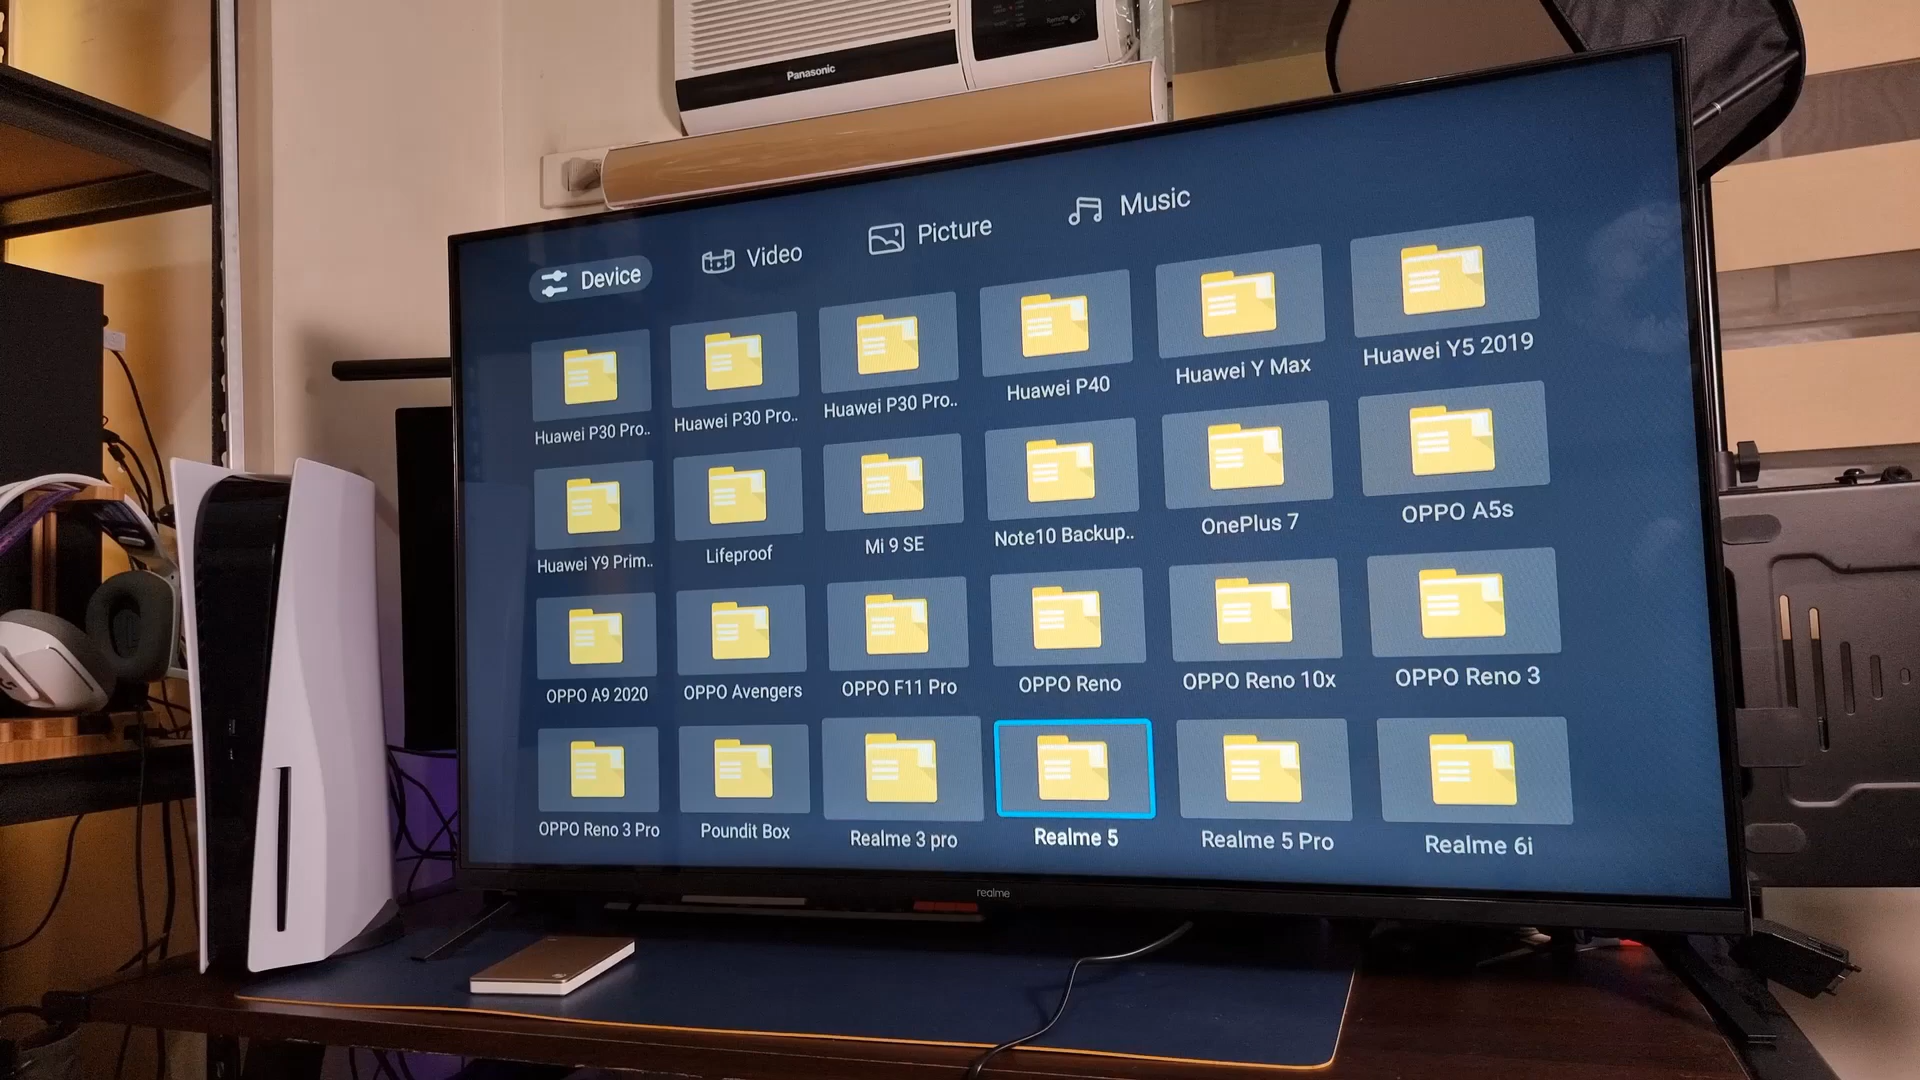 Panasonic
Device
Video
Picture
Music
Huawei P30 Pro..
Huawei P30 Pro..
Huawei P30 Pro..
Huawei P40
Huawei Y Max
Huawei Y5 2019
Huawei Y9 Prim..
Lifeproof
Mi 9 SE
Note10 Backup..
OnePlus 7
OPPO A5s
OPPO A9 2020
OPPO Avengers
OPPO F11 Pro
OPPO Reno
OPPO Reno 10x
OPPO Reno 3
OPPO Reno 3 Pro
Poundit Box
Realme 3 pro
Realme 5
Realme 5 Pro
Realme 6i
realme